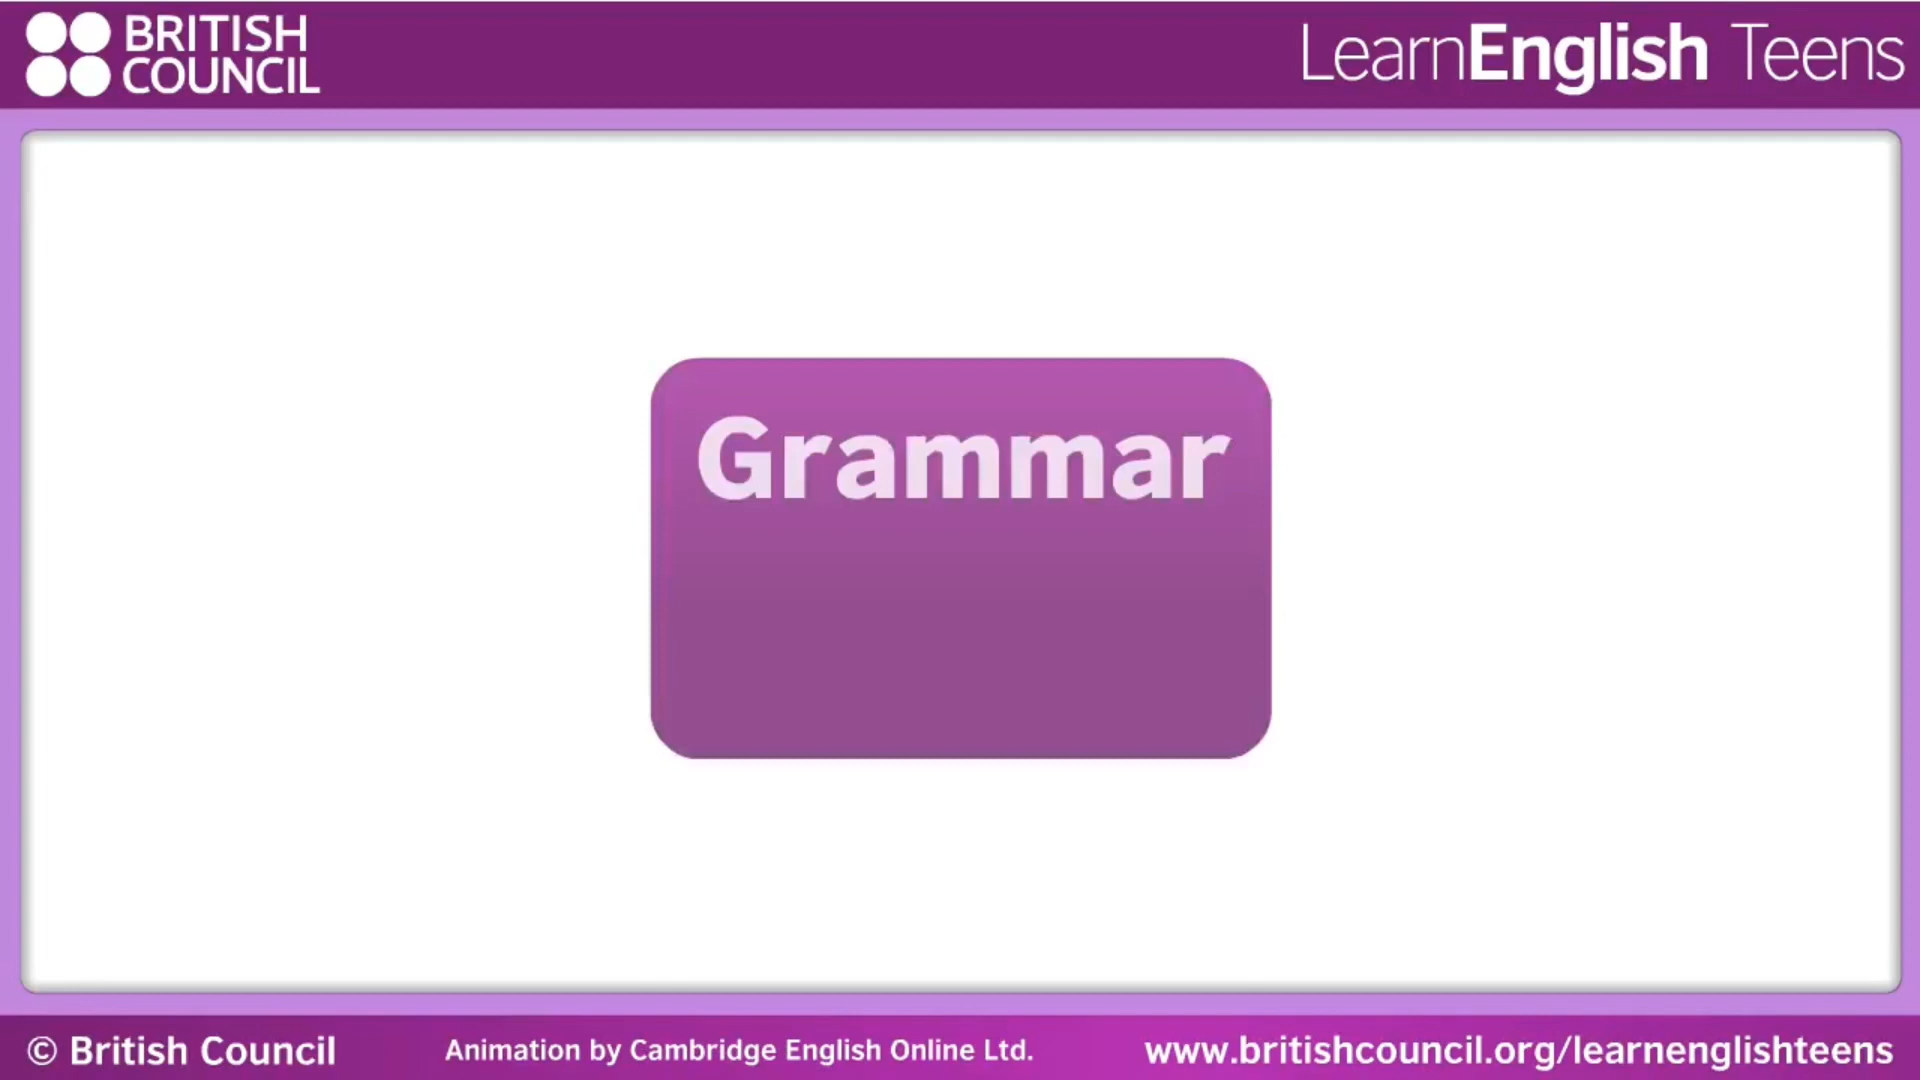 BRITISH
COUNCIL
LearnEnglish Teens
Grammar
© British Council
Animation by Cambridge English Online Ltd.
www.britishcouncil.org/learnenglishteens